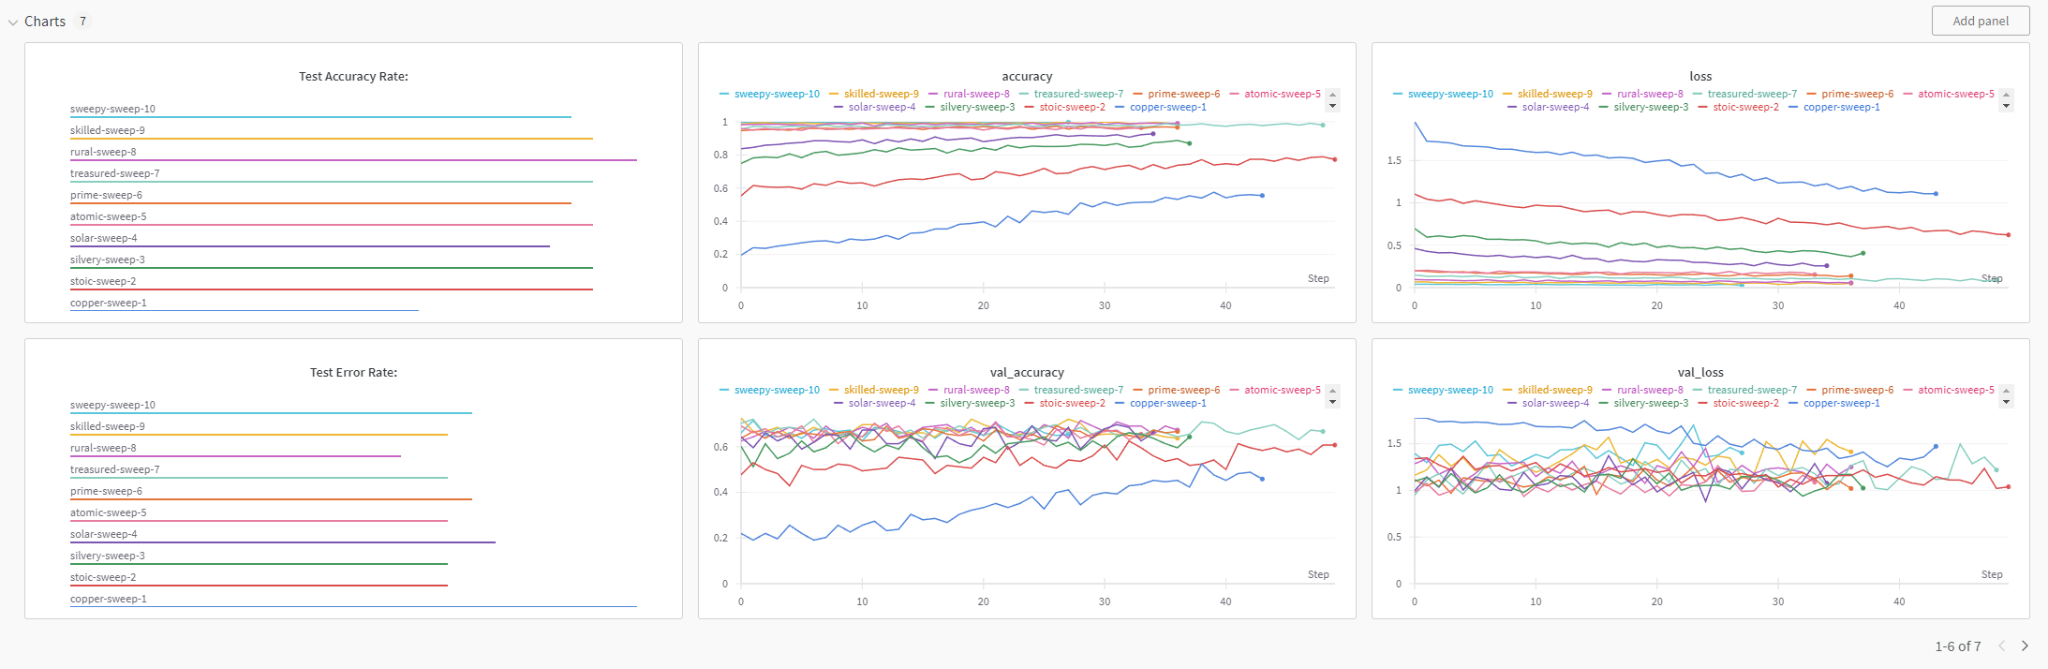 Charts 7
Add panel
Test Accuracy Rate:
sweepy-sweep-10
skilled-sweep-9
rural-sweep-8
treasured-sweep-7
prime-sweep-6
atomic-sweep-5
solar-sweep-4
silvery-sweep-3
stoic-sweep-2
copper-sweep-1
accuracy
sweepy-sweep-10 skilled-sweep-9 rural-sweep-8 treasured-sweep-7 prime-sweep-6 atomic-sweep-5
solar-sweep-4 silvery-sweep-3 stoic-sweep-2 copper-sweep-1
1
0.8
0.6
0.4
0.2
0
Step
0 10 20 30 40
loss
sweepy-sweep-10 skilled-sweep-9 rural-sweep-8 treasured-sweep-7 prime-sweep-6 atomic-sweep-5
solar-sweep-4 silvery-sweep-3 stoic-sweep-2 copper-sweep-1
1.5
1
0.5
0
Step
0 10 20 30 40
Test Error Rate:
sweepy-sweep-10
skilled-sweep-9
rural-sweep-8
treasured-sweep-7
prime-sweep-6
atomic-sweep-5
solar-sweep-4
silvery-sweep-3
stoic-sweep-2
copper-sweep-1
val_accuracy
sweepy-sweep-10 skilled-sweep-9 rural-sweep-8 treasured-sweep-7 prime-sweep-6 atomic-sweep-5
solar-sweep-4 silvery-sweep-3 stoic-sweep-2 copper-sweep-1
0.6
0.4
0.2
0
Step
0 10 20 30 40
val_loss
sweepy-sweep-10 skilled-sweep-9 rural-sweep-8 treasured-sweep-7 prime-sweep-6 atomic-sweep-5
solar-sweep-4 silvery-sweep-3 stoic-sweep-2 copper-sweep-1
1.5
1
0.5
0
Step
0 10 20 30 40
1-6 of 7